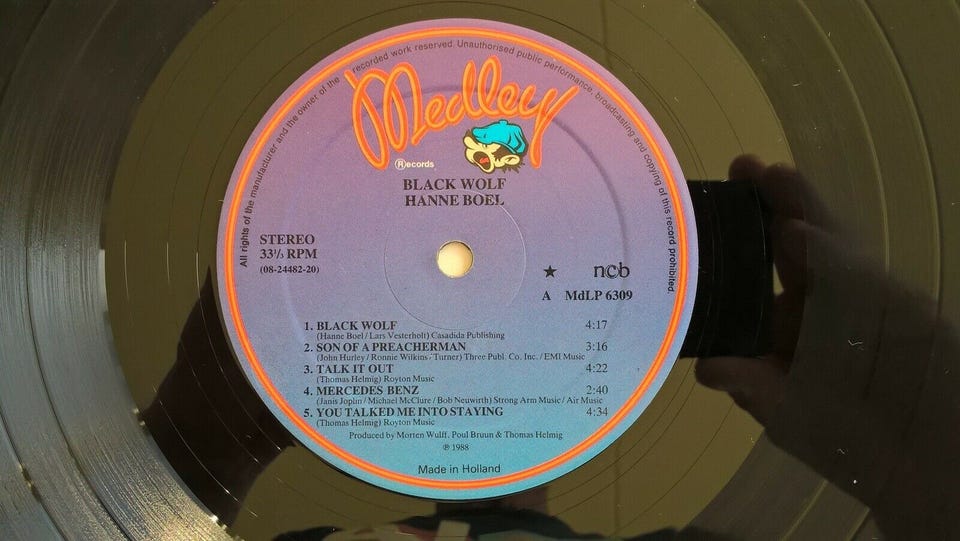 All rights of the manufacturer and the owner of the recorded work reserved. Unauthorised public performance, broadcasting and copying of this record prohibited.
Medley
Ⓡecords
BLACK WOLF
HANNE BOEL
STEREO
33⅓ RPM
(08-24482-20)
★ ncb
A MdLP 6309
1. BLACK WOLF 4:17
(Hanne Boel / Lars Vesterholt) Casadida Publishing
2. SON OF A PREACHERMAN 3:16
(John Hurley / Ronnie Wilkins - Turner) Three Publ. Co. Inc. / EMI Music
3. TALK IT OUT 4:22
(Thomas Helmig) Royton Music
4. MERCEDES BENZ 2:40
(Janis Joplin / Michael McClure / Bob Neuwirth) Strong Arm Music / Air Music
5. YOU TALKED ME INTO STAYING 4:34
(Thomas Helmig) Royton Music
Produced by Morten Wulff, Poul Bruun & Thomas Helmig
℗ 1988
Made in Holland